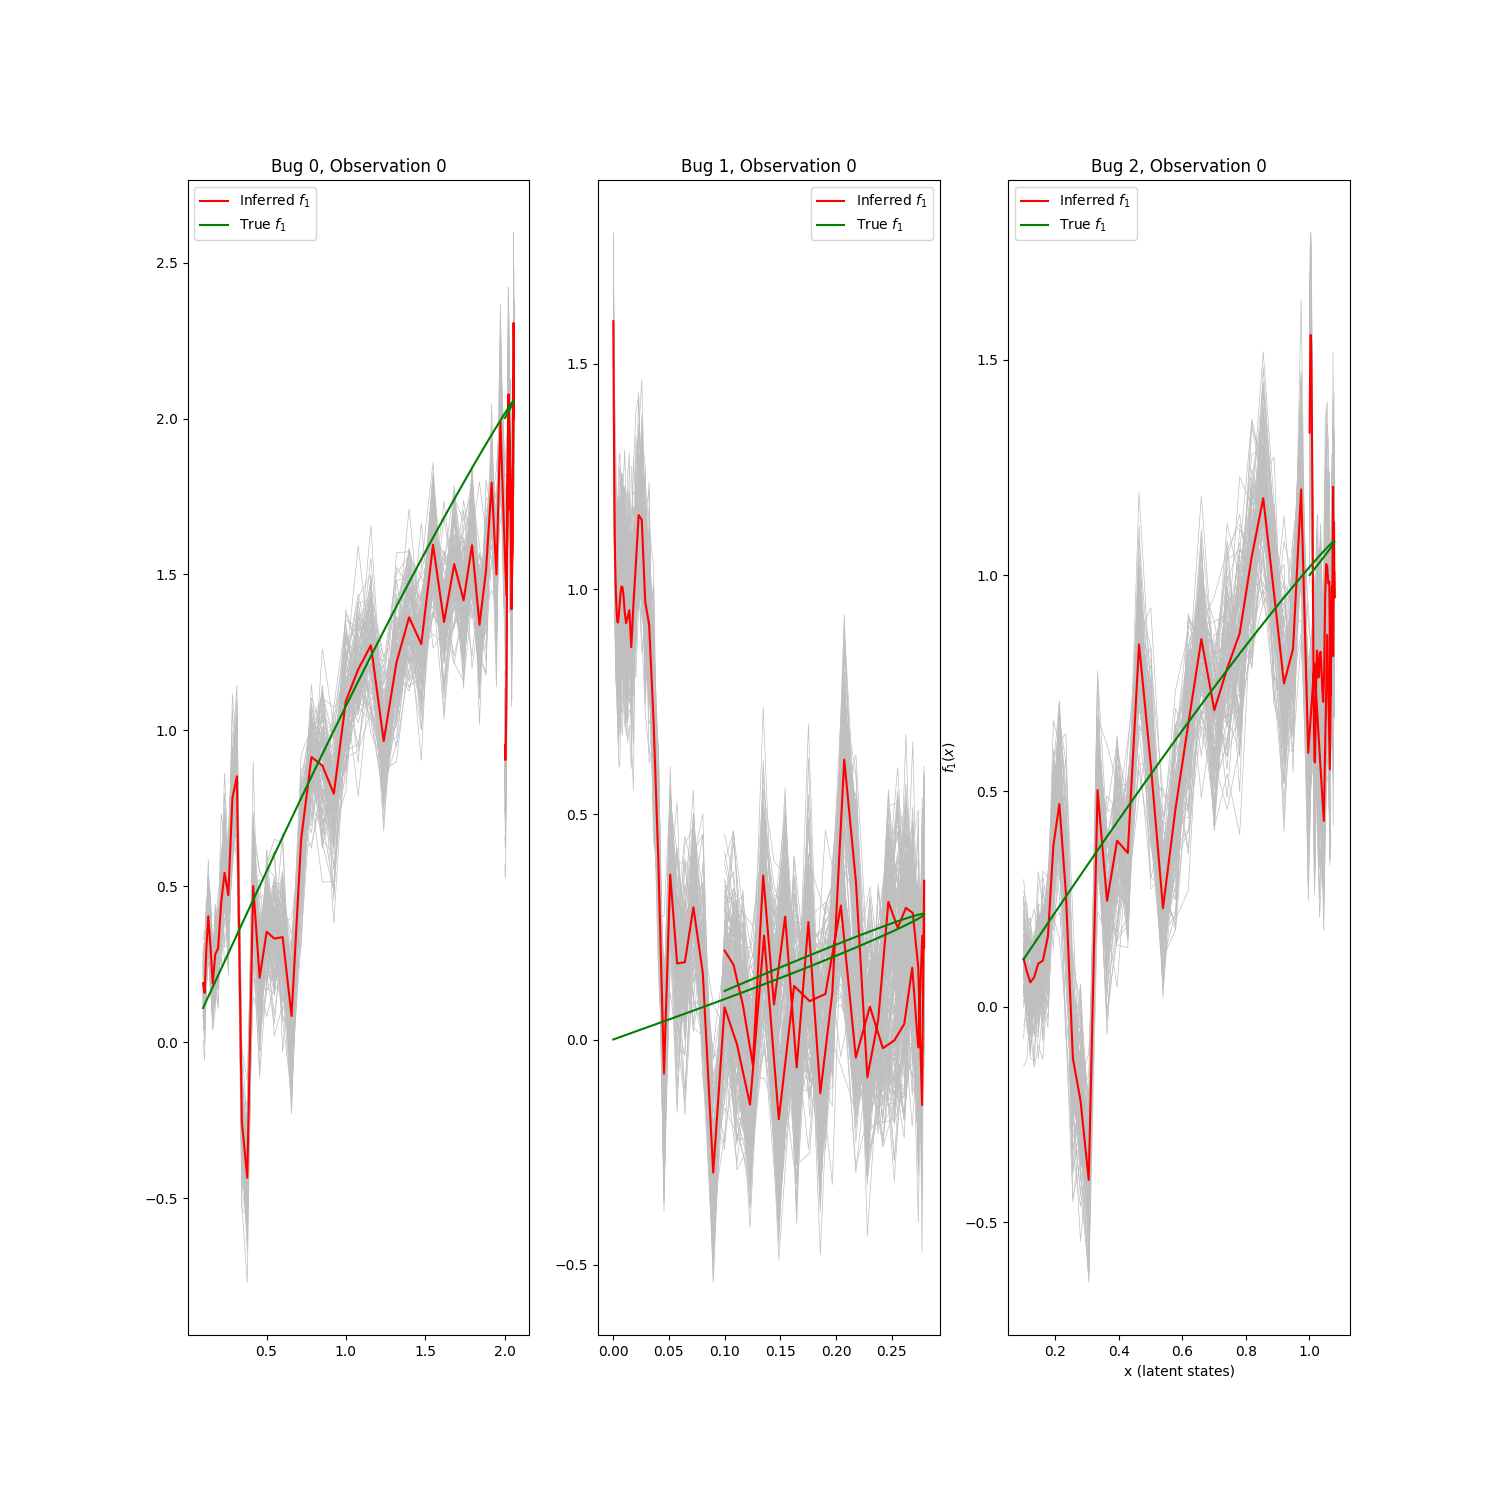 Bug 0, Observation 0
Inferred f₁
True f₁
2.5
2.0
1.5
1.0
0.5
0.0
−0.5
0.5 1.0 1.5 2.0
Bug 1, Observation 0
Inferred f₁
True f₁
1.5
1.0
0.5
0.0
−0.5
0.00 0.05 0.10 0.15 0.20 0.25
Bug 2, Observation 0
Inferred f₁
True f₁
f₁(x)
1.5
1.0
0.5
0.0
−0.5
0.2 0.4 0.6 0.8 1.0
x (latent states)